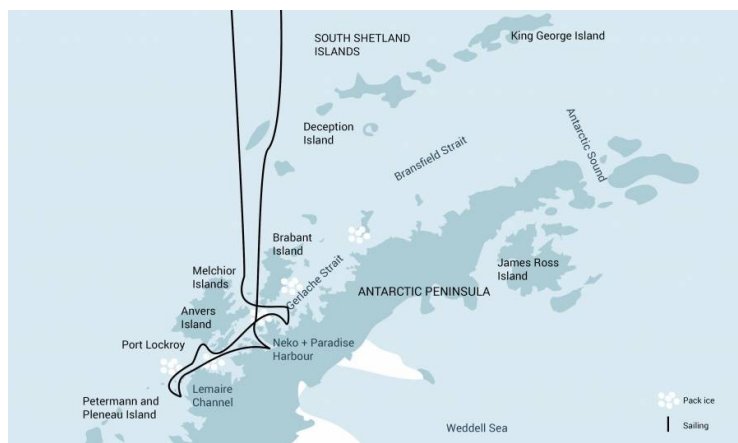 SOUTH SHETLAND
ISLANDS
King George Island
Deception
Island
Antarctic Sound
Bransfield Strait
Brabant
Island
Gerlache Strait
Melchior
Islands
James Ross
Island
ANTARCTIC PENINSULA
Anvers
Island
Port Lockroy
Neko + Paradise
Harbour
Lemaire
Channel
Petermann and
Pleneau Island
Pack ice
Weddell Sea
Sailing